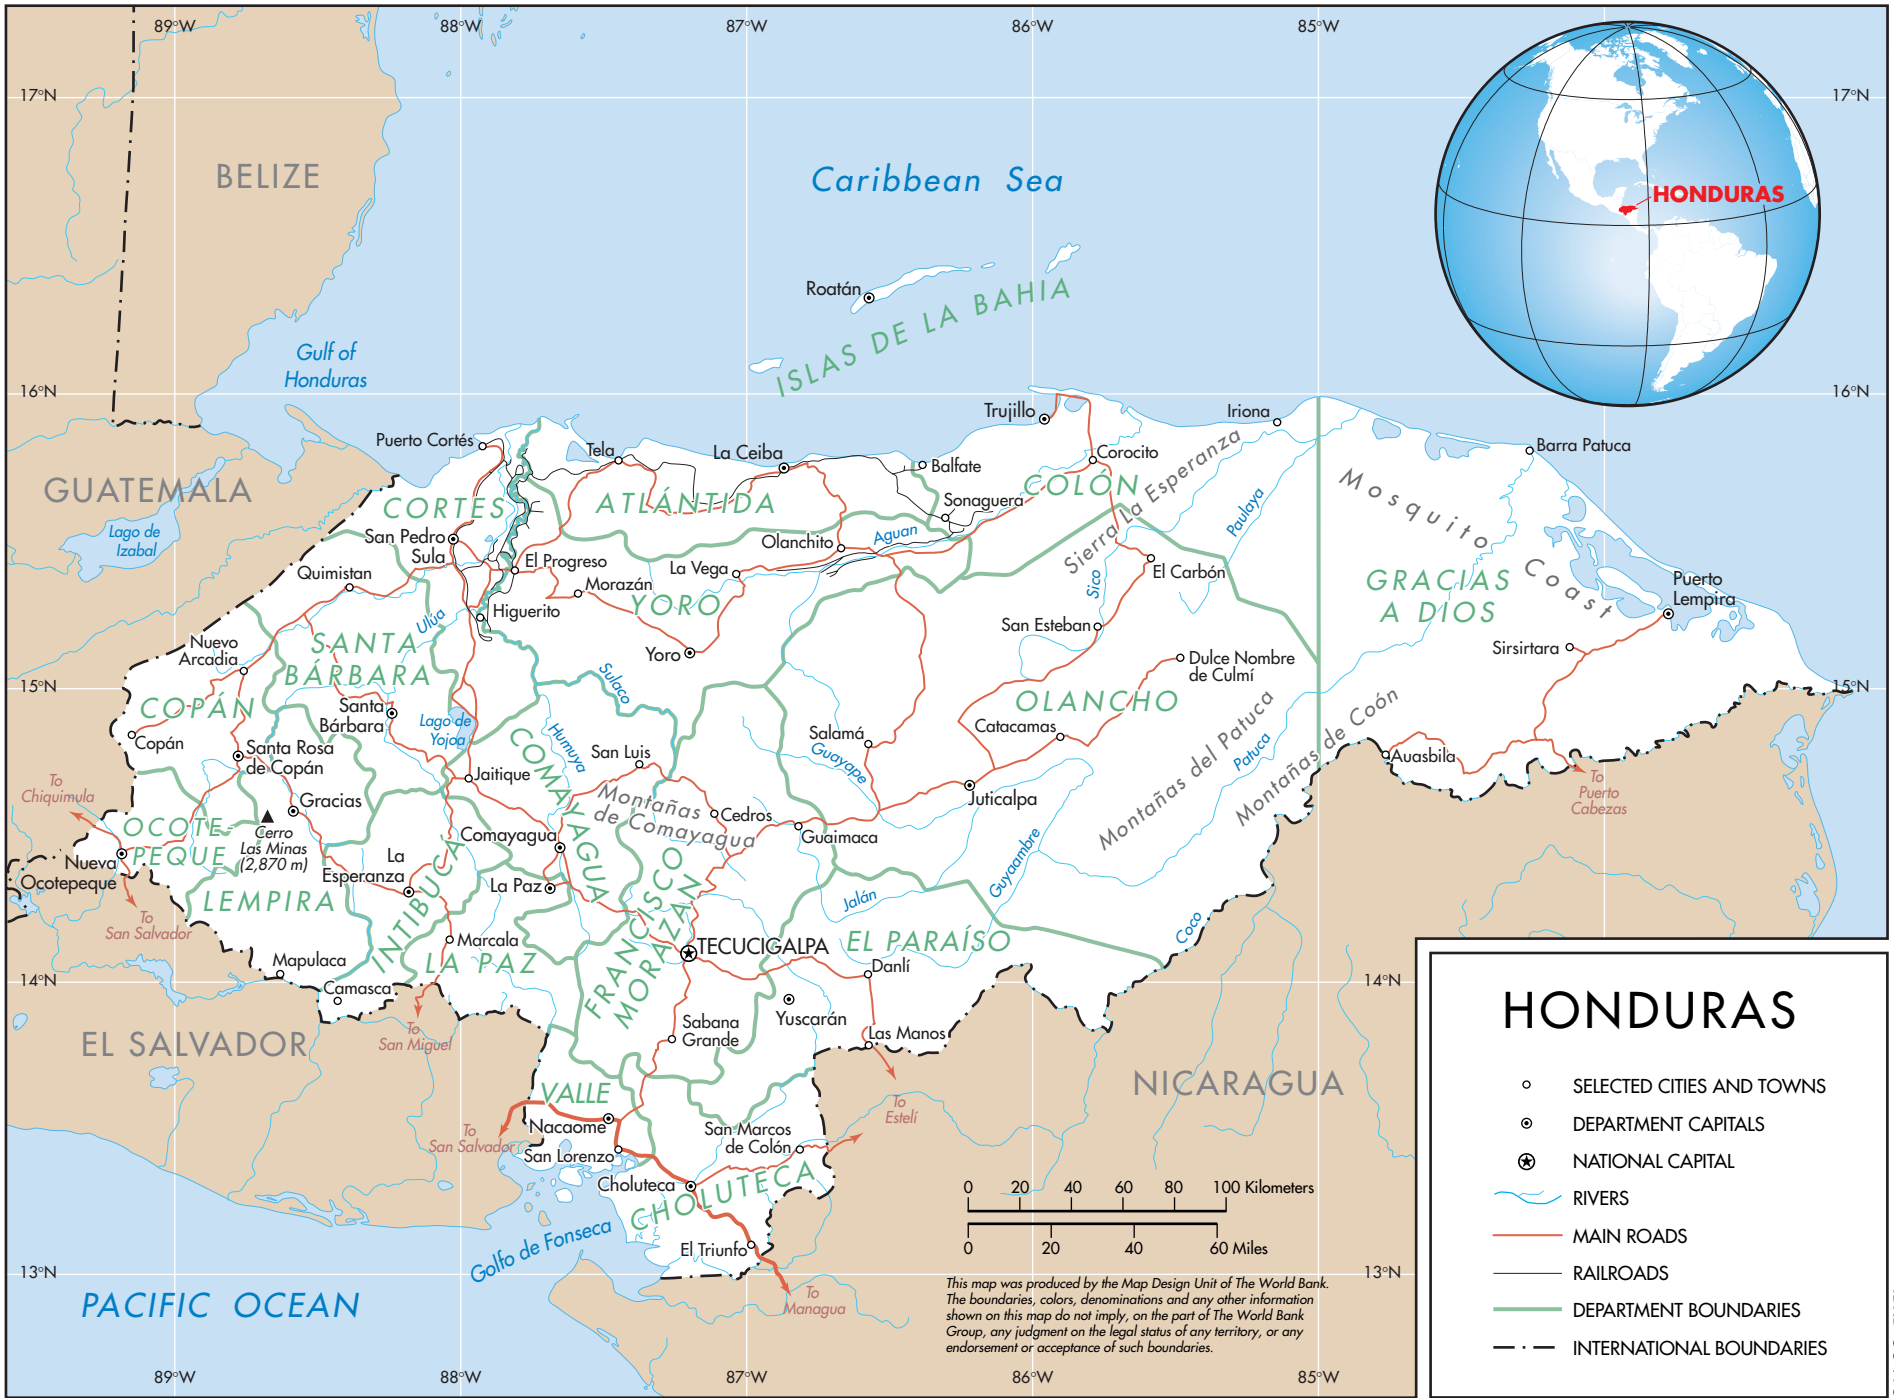 89°W
88°W
87°W
86°W
85°W
17°N
17°N
BELIZE
Caribbean Sea
HONDURAS
Roatán
ISLAS DE LA BAHIA
Gulf of
Honduras
16°N
16°N
Trujillo
Iriona
Puerto Cortés
Tela
La Ceiba
Balfate
Corocito
Barra Patuca
GUATEMALA
Lago de
Izabal
CORTES
ATLÁNTIDA
Sonaguera
COLÓN
Sierra La Esperanza
Paulaya
Mosquito Coast
San Pedro
Sula
Olanchito
Aguan
El Progreso
La Vega
Quimistan
Morazán
El Carbón
Sico
GRACIAS
A DIOS
Puerto
Lempira
YORO
Higuerito
Ulúa
San Esteban
Nuevo
Arcadia
SANTA
BÁRBARA
Yoro
Sulaco
Dulce Nombre
de Culmí
Sirsirtara
15°N
15°N
COPÁN
Santa
Bárbara
Lago de
Yojoa
OLANCHO
Copán
Humuya
San Luis
Salamá
Guayape
Catacamas
Montañas del Patuca
Patuca
Montañas de Coón
Auasbila
Santa Rosa
de Copán
Jaitique
COMAYAGUA
To
Chiquimula
Gracias
Montañas
de Comayagua
Cedros
Juticalpa
To
Puerto
Cabezas
OCOTE-
PEQUE
Cerro
Las Minas
(2,870 m)
Comayagua
Guaimaca
Nueva
Ocotepeque
La
Esperanza
La Paz
Guyaambre
Jalán
LEMPIRA
INTIBUCÁ
FRANCISCO
MORAZÁN
To
San Salvador
Marcala
LA PAZ
TECUCIGALPA
EL PARAÍSO
Coco
Mapulaca
Danlí
14°N
14°N
Camasca
Yuscarán
EL SALVADOR
To
San Miguel
Sabana
Grande
Las Manos
VALLE
NICARAGUA
To
Estelí
Nacaome
San Marcos
de Colón
To
San Salvador
San Lorenzo
Choluteca
CHOLUTECA
Golfo de Fonseca
El Triunfo
13°N
13°N
To
Managua
PACIFIC OCEAN
0 20 40 60 80 100 Kilometers
0 20 40 60 Miles
This map was produced by the Map Design Unit of The World Bank.
The boundaries, colors, denominations and any other information
shown on this map do not imply, on the part of The World Bank
Group, any judgment on the legal status of any territory, or any
endorsement or acceptance of such boundaries.
89°W
88°W
87°W
86°W
85°W
HONDURAS
SELECTED CITIES AND TOWNS
DEPARTMENT CAPITALS
NATIONAL CAPITAL
RIVERS
MAIN ROADS
RAILROADS
DEPARTMENT BOUNDARIES
INTERNATIONAL BOUNDARIES